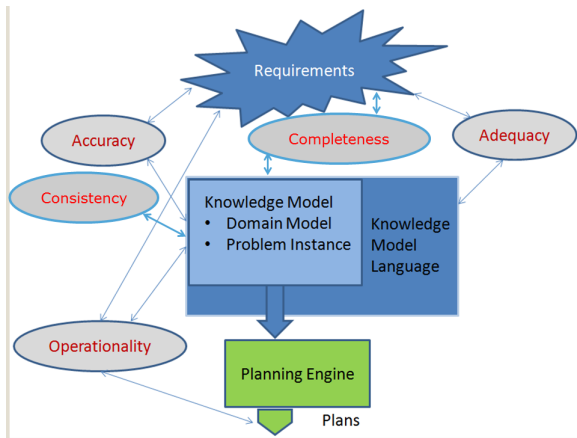 Requirements
Accuracy
Completeness
Adequacy
Consistency
Knowledge Model
• Domain Model
• Problem Instance
Knowledge
Model
Language
Operationality
Planning Engine
Plans